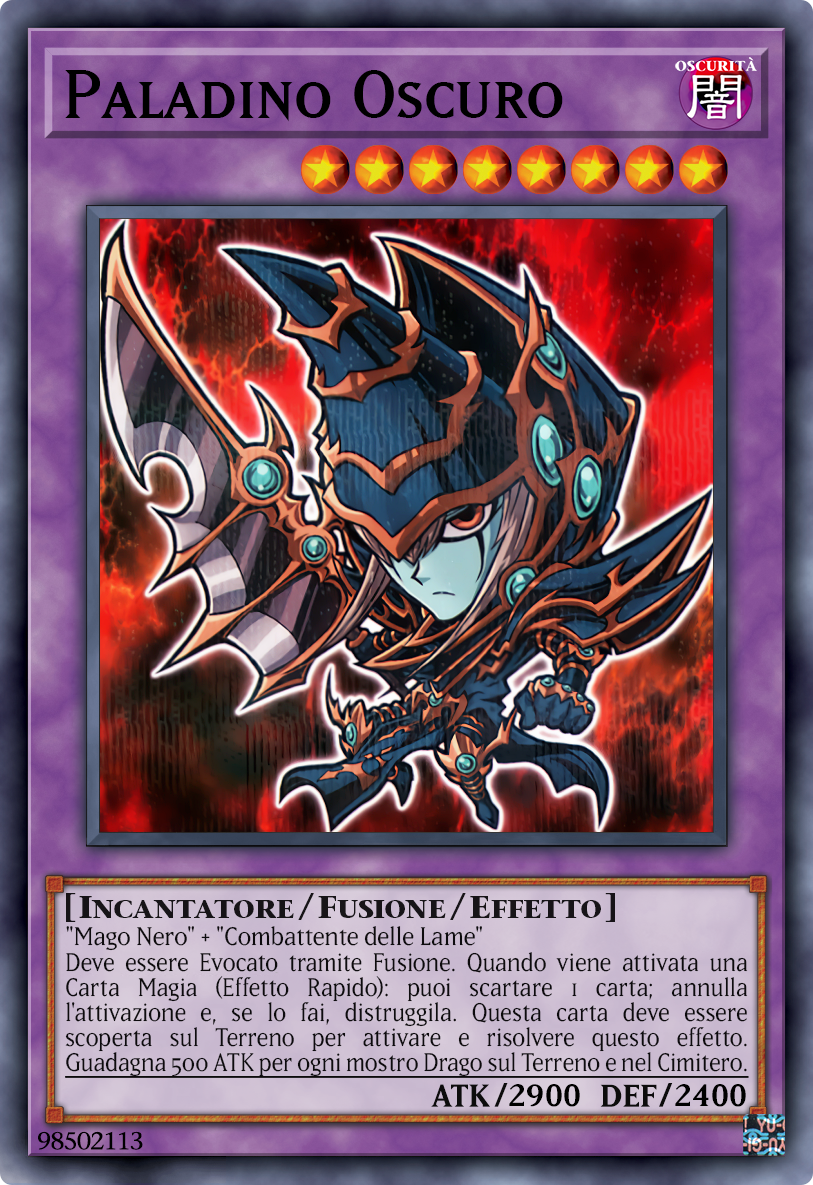 Paladino Oscuro
OSCURITÀ
闇
[Incantatore/Fusione/Effetto]
"Mago Nero" + "Combattente delle Lame"
Deve essere Evocato tramite Fusione. Quando viene attivata una
Carta Magia (Effetto Rapido): puoi scartare 1 carta; annulla
l'attivazione e, se lo fai, distruggila. Questa carta deve essere
scoperta sul Terreno per attivare e risolvere questo effetto.
Guadagna 500 ATK per ogni mostro Drago sul Terreno e nel Cimitero.
ATK/2900 DEF/2400
98502113